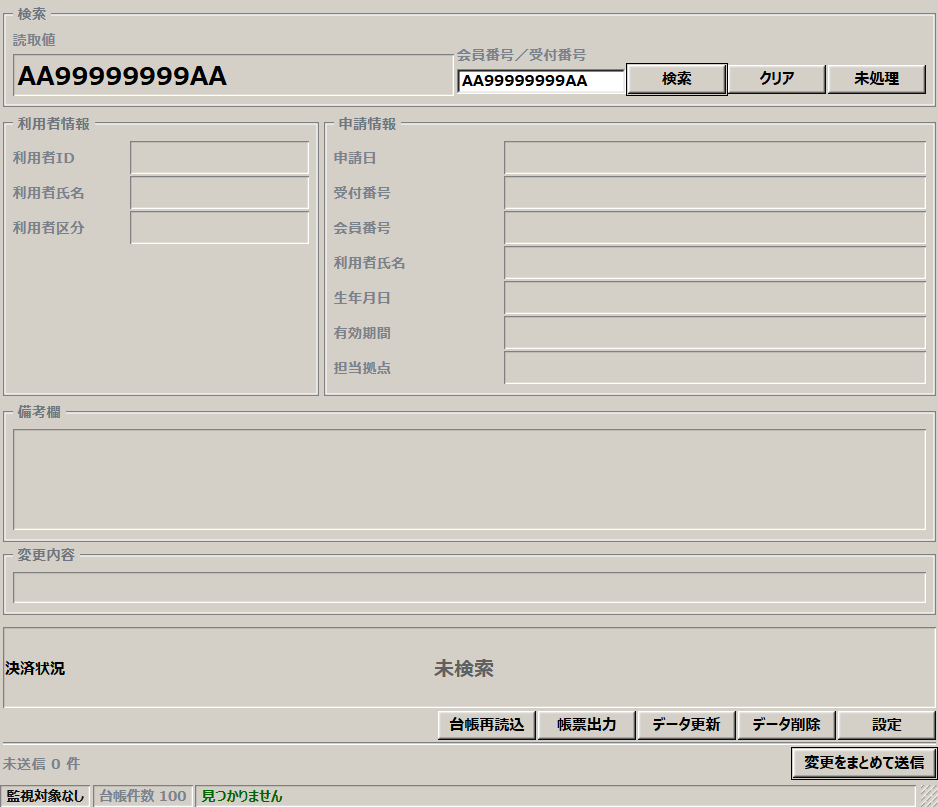 検索
読取値
会員番号／受付番号
AA99999999AA
AA99999999AA
検索
クリア
未処理
利用者情報
利用者ID
利用者氏名
利用者区分
申請情報
申請日
受付番号
会員番号
利用者氏名
生年月日
有効期間
担当拠点
備考欄
変更内容
決済状況
未検索
台帳再読込
帳票出力
データ更新
データ削除
設定
未送信 0 件
変更をまとめて送信
監視対象なし
台帳件数 100
見つかりません